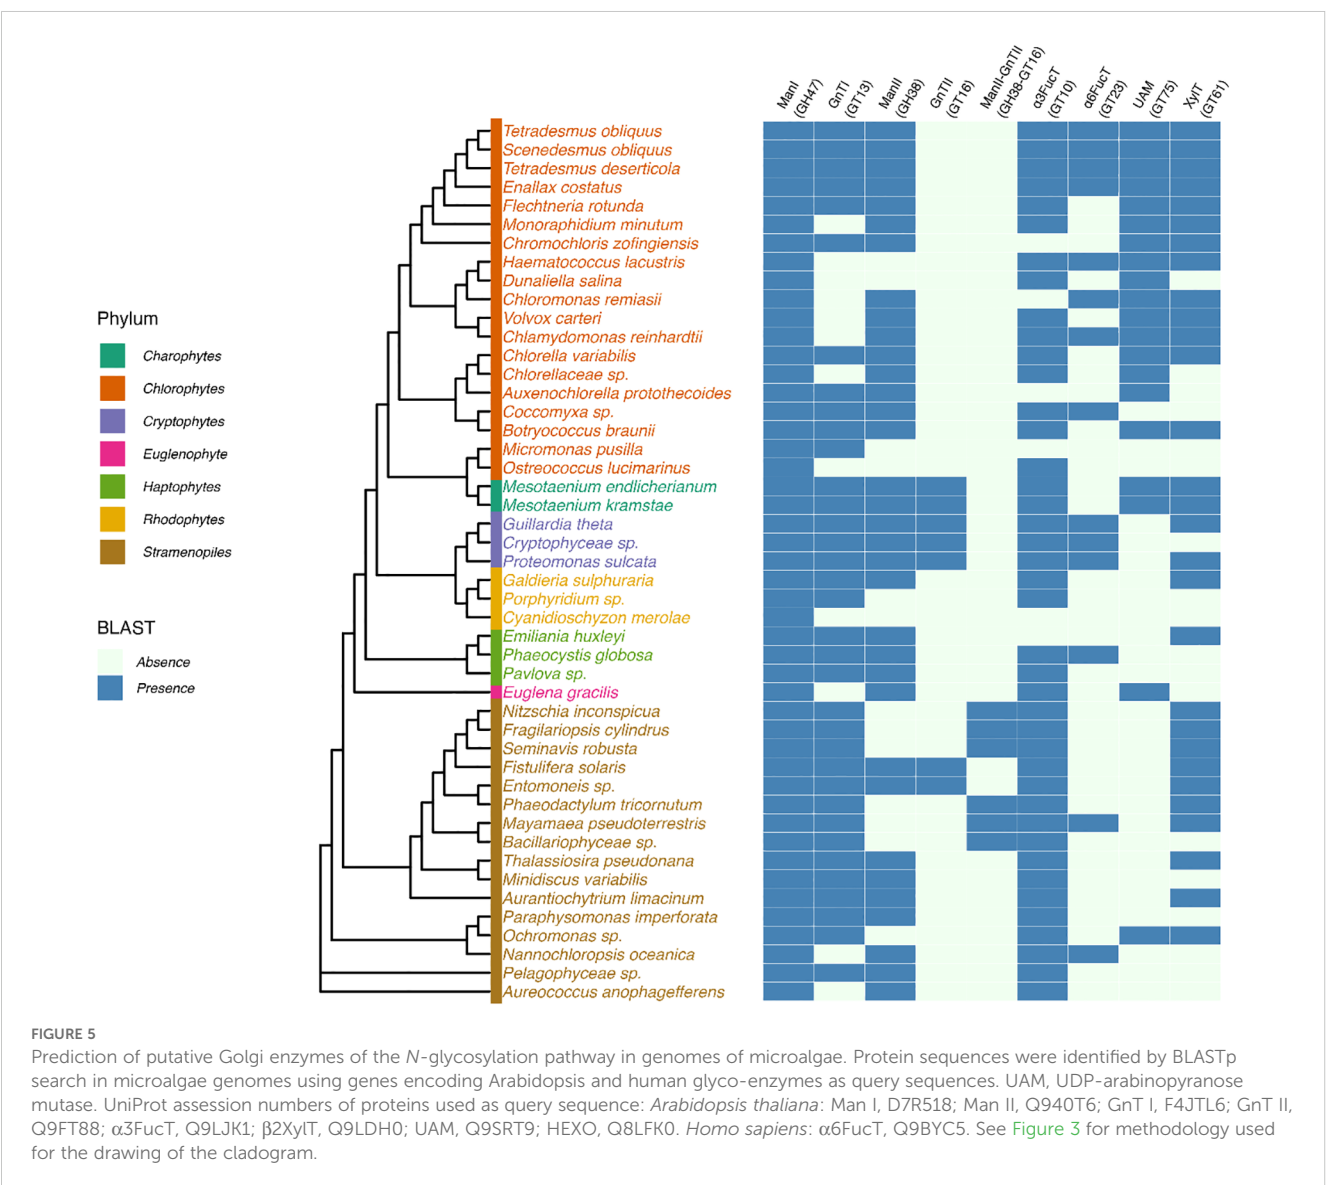 ManI
(GH47)
GnTI
(GT13)
ManII
(GH38)
GnTII
(GT16)
ManII-GnTII
(GH38-GT16)
α3FucT
(GT10)
α6FucT
(GT23)
UAM
(GT75)
XylT
(GT61)
Tetradesmus obliquus
Scenedesmus obliquus
Tetradesmus deserticola
Enallax costatus
Flechtneria rotunda
Monoraphidium minutum
Chromochloris zofingiensis
Haematococcus lacustris
Dunaliella salina
Chloromonas remiasii
Volvox carteri
Chlamydomonas reinhardtii
Chlorella variabilis
Chlorellaceae sp.
Auxenochlorella protothecoides
Coccomyxa sp.
Botryococcus braunii
Micromonas pusilla
Ostreococcus lucimarinus
Mesotaenium endlicherianum
Mesotaenium kramstae
Guillardia theta
Cryptophyceae sp.
Proteomonas sulcata
Galdieria sulphuraria
Porphyridium sp.
Cyanidioschyzon merolae
Emiliania huxleyi
Phaeocystis globosa
Pavlova sp.
Euglena gracilis
Nitzschia inconspicua
Fragilariopsis cylindrus
Seminavis robusta
Fistulifera solaris
Entomoneis sp.
Phaeodactylum tricornutum
Mayamaea pseudoterrestris
Bacillariophyceae sp.
Thalassiosira pseudonana
Minidiscus variabilis
Aurantiochytrium limacinum
Paraphysomonas imperforata
Ochromonas sp.
Nannochloropsis oceanica
Pelagophyceae sp.
Aureococcus anophagefferens
Phylum
Charophytes
Chlorophytes
Cryptophytes
Euglenophyte
Haptophytes
Rhodophytes
Stramenopiles
BLAST
Absence
Presence
FIGURE 5
Prediction of putative Golgi enzymes of the N-glycosylation pathway in genomes of microalgae. Protein sequences were identified by BLASTp
search in microalgae genomes using genes encoding Arabidopsis and human glyco-enzymes as query sequences. UAM, UDP-arabinopyranose
mutase. UniProt assession numbers of proteins used as query sequence: Arabidopsis thaliana: Man I, D7R518; Man II, Q940T6; GnT I, F4JTL6; GnT II,
Q9FT88; α3FucT, Q9LJK1; β2XylT, Q9LDH0; UAM, Q9SRT9; HEXO, Q8LFK0. Homo sapiens: α6FucT, Q9BYC5. See Figure 3 for methodology used
for the drawing of the cladogram.